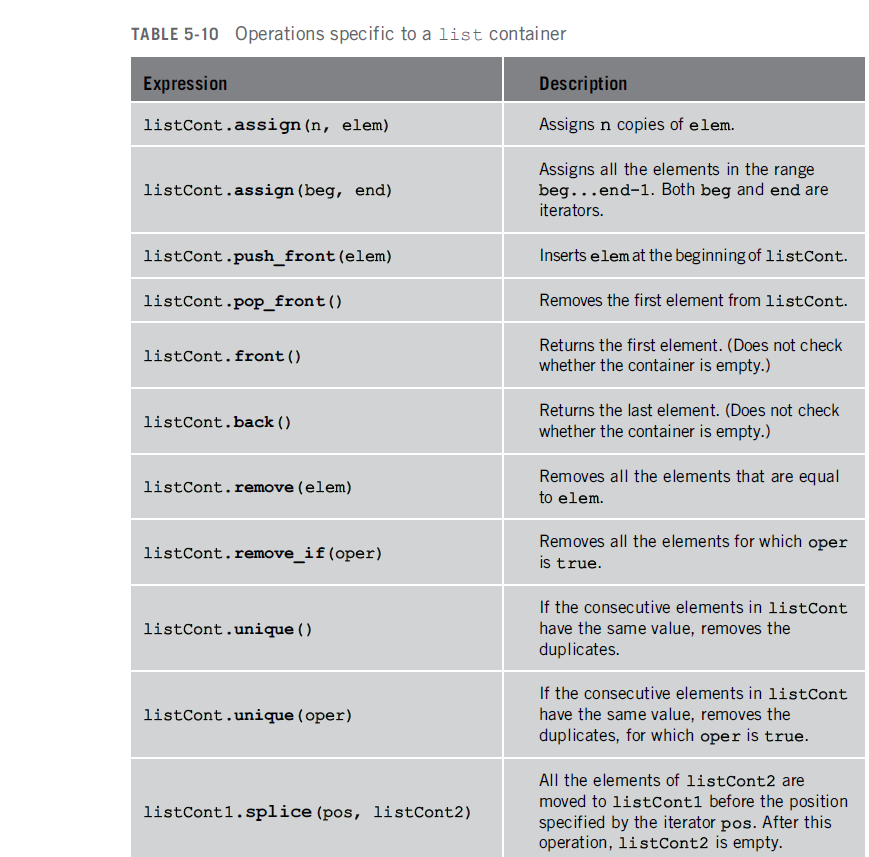 TABLE 5-10 Operations specific to a list container
Expression
Description
listCont.assign(n, elem)
Assigns n copies of elem.
listCont.assign(beg, end)
Assigns all the elements in the range
beg...end-1. Both beg and end are
iterators.
listCont.push_front(elem)
Inserts elem at the beginning of listCont.
listCont.pop_front()
Removes the first element from listCont.
listCont.front()
Returns the first element. (Does not check
whether the container is empty.)
listCont.back()
Returns the last element. (Does not check
whether the container is empty.)
listCont.remove(elem)
Removes all the elements that are equal
to elem.
listCont.remove_if(oper)
Removes all the elements for which oper
is true.
listCont.unique()
If the consecutive elements in listCont
have the same value, removes the
duplicates.
listCont.unique(oper)
If the consecutive elements in listCont
have the same value, removes the
duplicates, for which oper is true.
listCont1.splice(pos, listCont2)
All the elements of listCont2 are
moved to listCont1 before the position
specified by the iterator pos. After this
operation, listCont2 is empty.